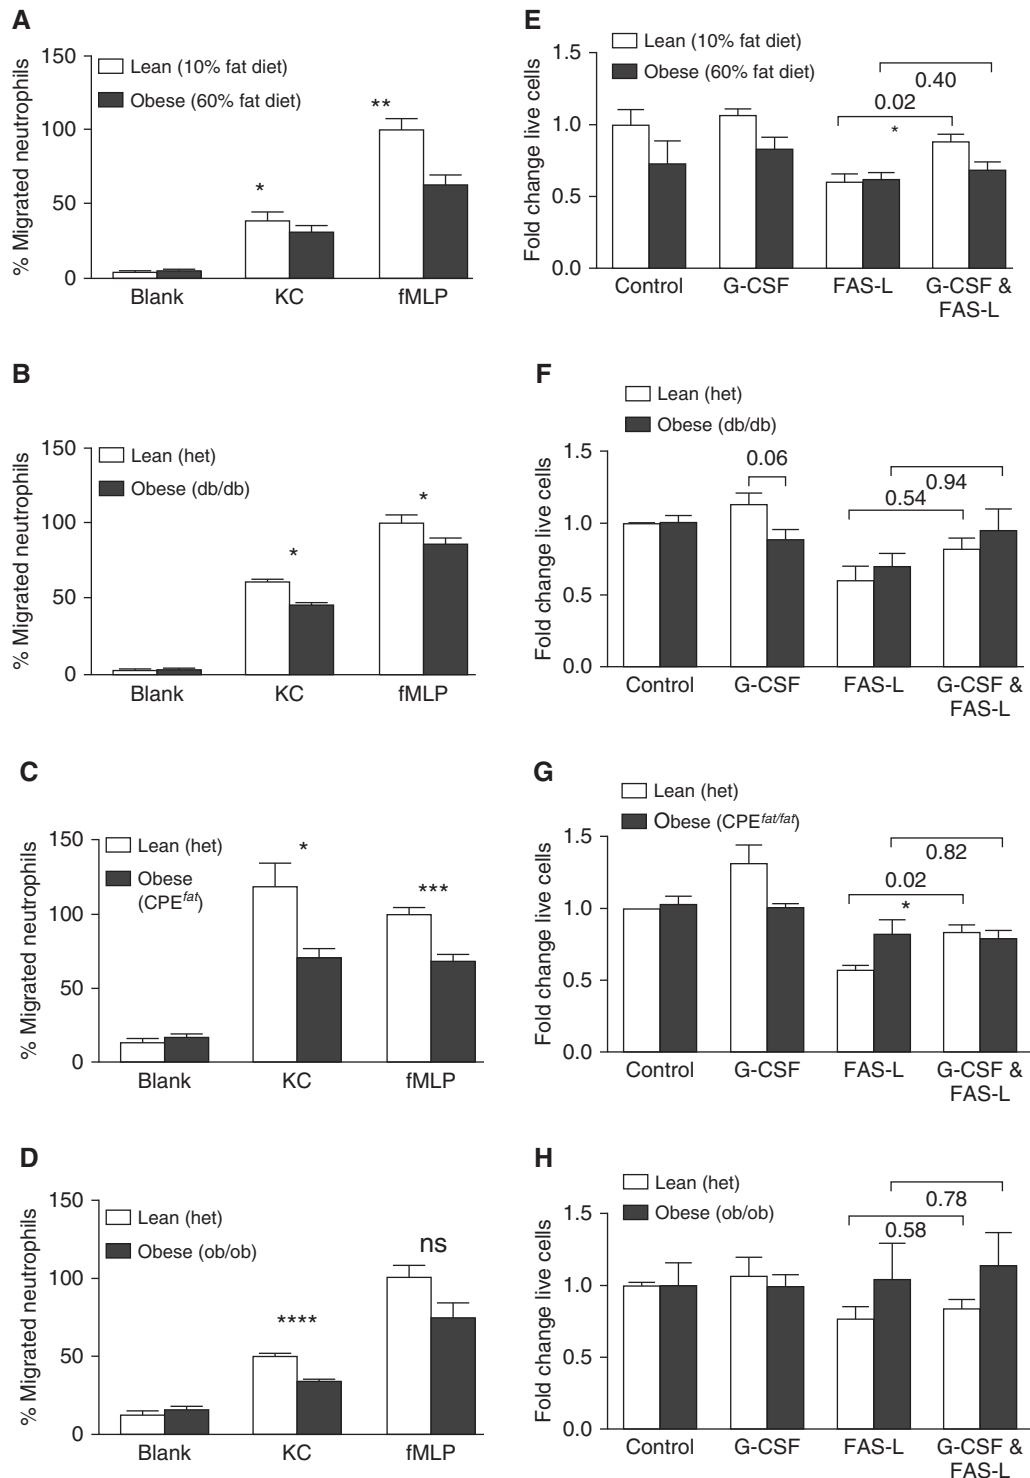 A
% Migrated neutrophils
150
100
50
0
Lean (10% fat diet)
Obese (60% fat diet)
*
**
Blank KC fMLP
E
Fold change live cells
1.5
1.0
0.5
0.0
Lean (10% fat diet)
Obese (60% fat diet)
0.40
0.02
*
Control G-CSF FAS-L G-CSF &
FAS-L
B
% Migrated neutrophils
150
100
50
0
Lean (het)
Obese (db/db)
*
*
Blank KC fMLP
F
Fold change live cells
1.5
1.0
0.5
0.0
Lean (het)
Obese (db/db)
0.06
0.94
0.54
Control G-CSF FAS-L G-CSF &
FAS-L
C
% Migrated neutrophils
150
100
50
0
Lean (het)
Obese
(CPEfat)
*
***
Blank KC fMLP
G
Fold change live cells
1.5
1.0
0.5
0.0
Lean (het)
Obese (CPEfat/fat)
0.82
0.02
*
Control G-CSF FAS-L G-CSF &
FAS-L
D
% Migrated neutrophils
150
100
50
0
Lean (het)
Obese (ob/ob)
****
ns
Blank KC fMLP
H
Fold change live cells
1.5
1.0
0.5
0.0
Lean (het)
Obese (ob/ob)
0.78
0.58
Control G-CSF FAS-L G-CSF &
FAS-L